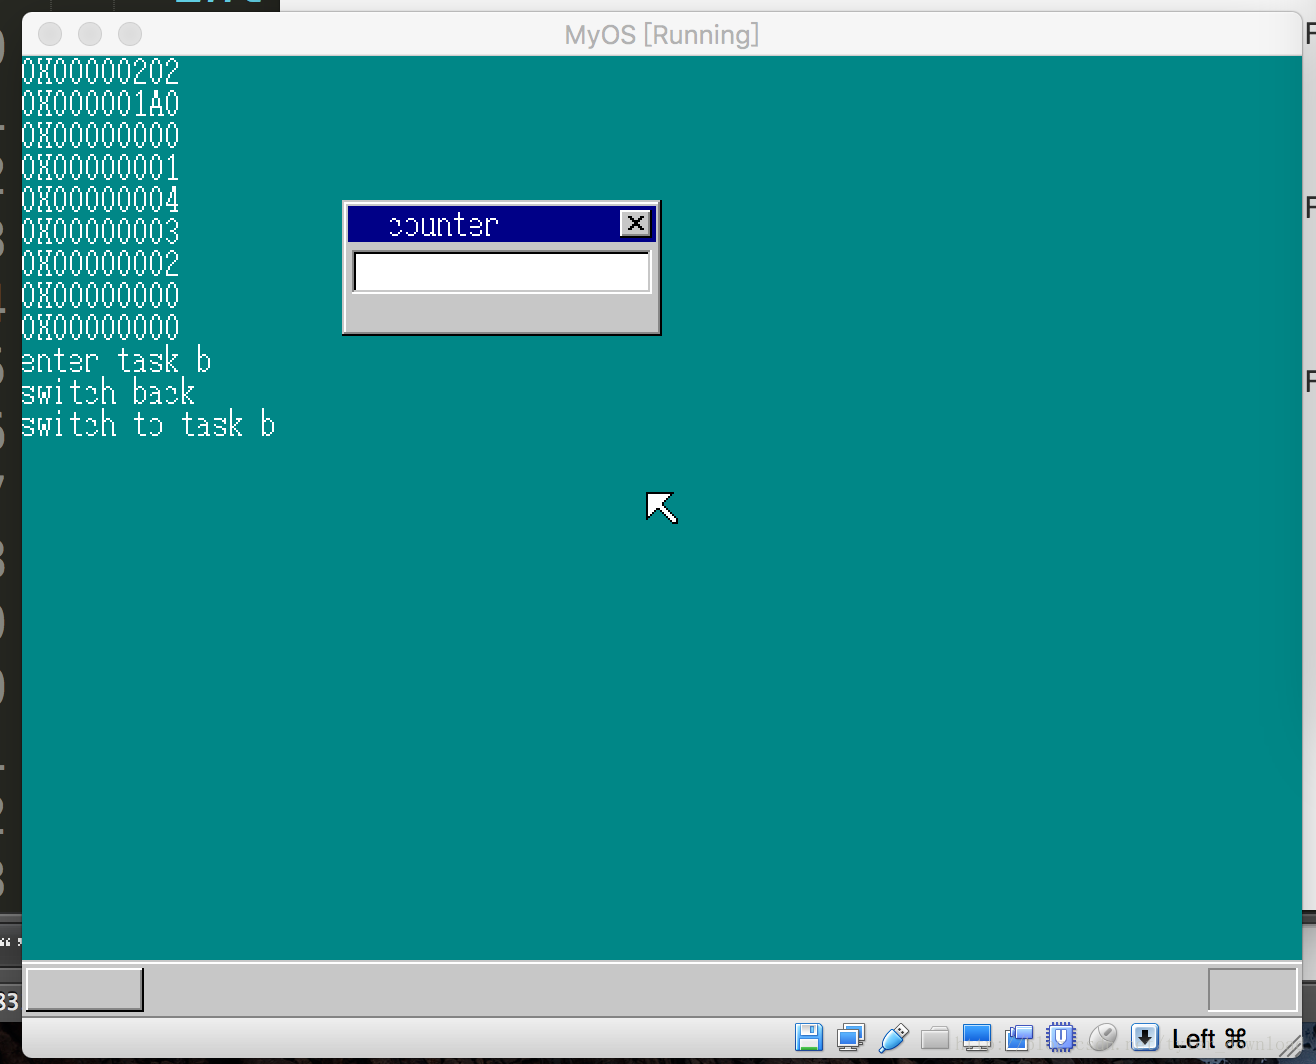 MyOS [Running]
0X00000202
0X000001A0
0X00000000
0X00000001
0X00000004
0X00000003
0X00000002
0X00000000
0X00000000
enter task b
switch back
switch to task b
counter
Left ⌘